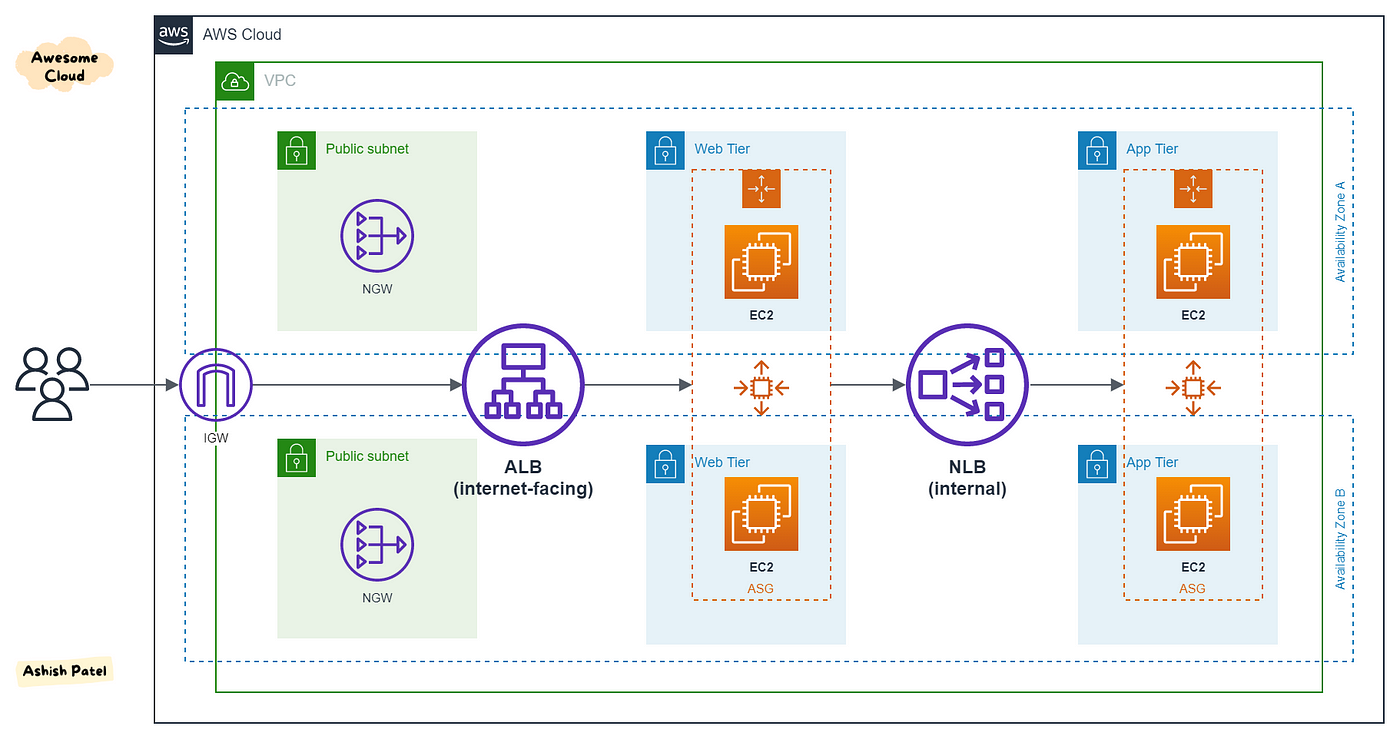 Awesome
Cloud
aws
AWS Cloud
VPC
Public subnet
NGW
Web Tier
EC2
App Tier
EC2
Availability Zone A
IGW
ALB
(internet-facing)
NLB
(internal)
Public subnet
NGW
Web Tier
EC2
ASG
App Tier
EC2
ASG
Availability Zone B
Ashish Patel